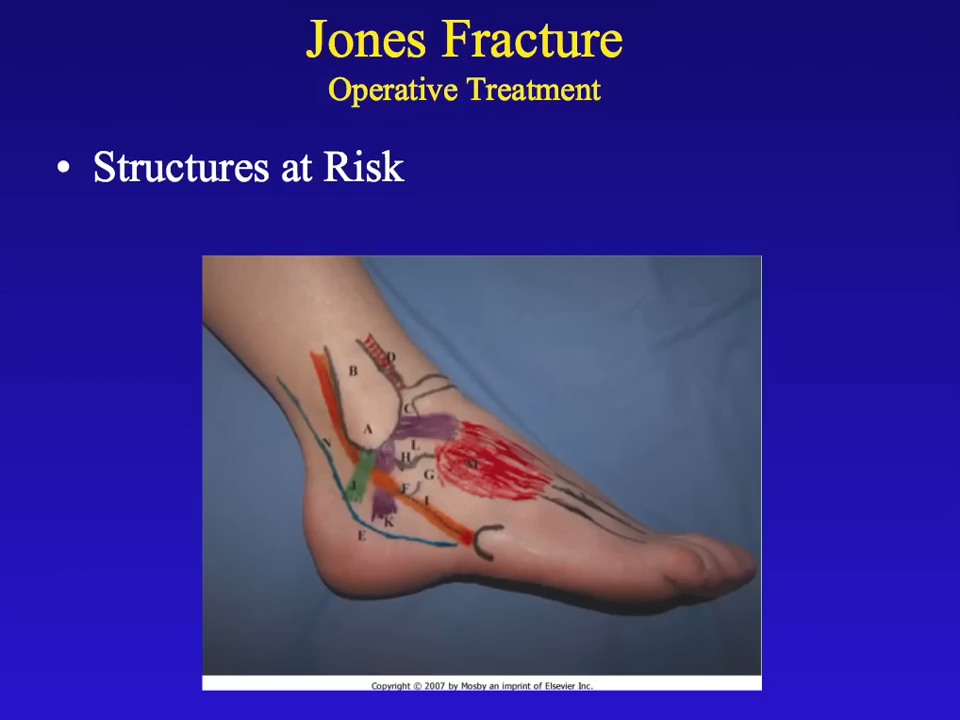 Jones Fracture
Operative Treatment
• Structures at Risk
D
B
C
A
L
H
M
G
J
F
I
K
E
Copyright © 2007 by Mosby an imprint of Elsevier Inc.